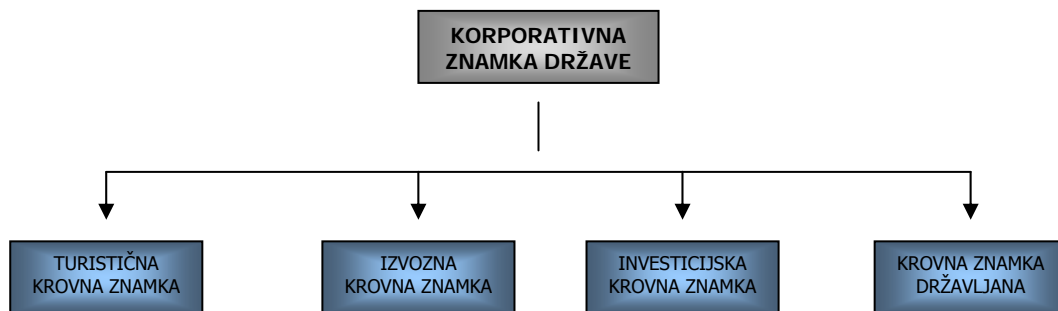 KORPORATIVNA
ZNAMKA DRŽAVE
TURISTIČNA
KROVNA ZNAMKA
IZVOZNA
KROVNA ZNAMKA
INVESTICIJSKA
KROVNA ZNAMKA
KROVNA ZNAMKA
DRŽAVLJANA